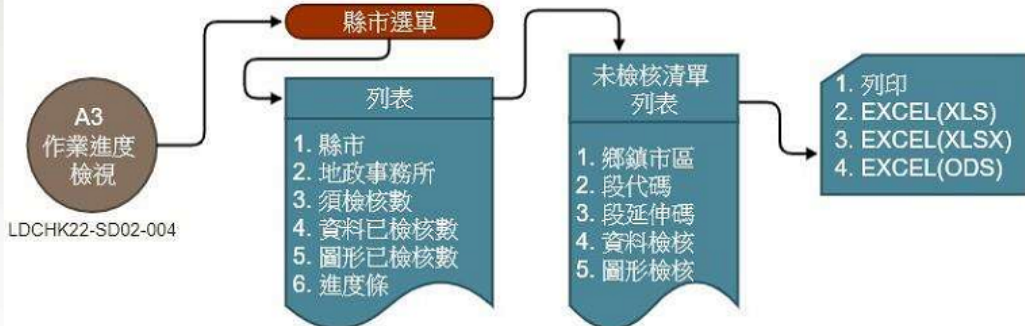 縣市選單
A3
作業進度
檢視
LDCHK22-SD02-004
列表
1. 縣市
2. 地政事務所
3. 須檢核數
4. 資料已檢核數
5. 圖形已檢核數
6. 進度條
未檢核清單
列表
1. 鄉鎮市區
2. 段代碼
3. 段延伸碼
4. 資料檢核
5. 圖形檢核
1. 列印
2. EXCEL(XLS)
3. EXCEL(XLSX)
4. EXCEL(ODS)